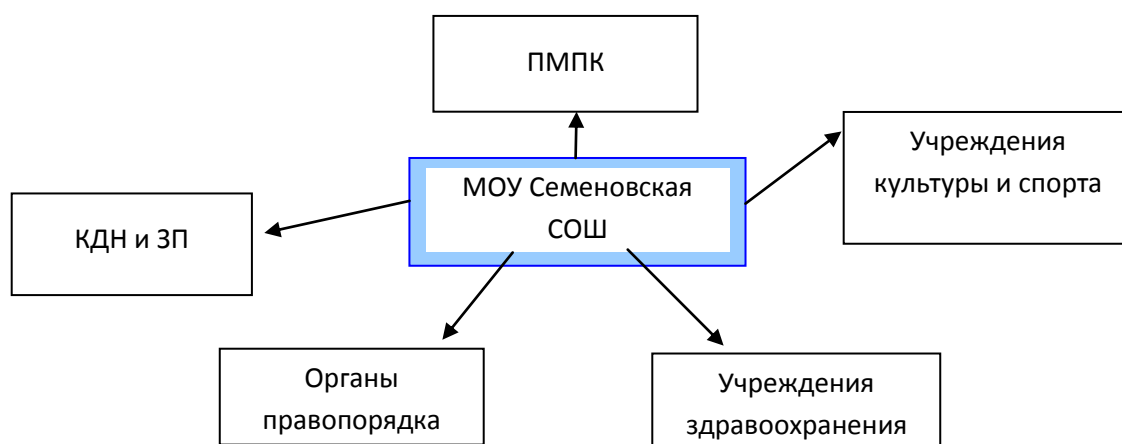 ПМПК
Учреждения
культуры и спорта
МОУ Семеновская
СОШ
КДН и ЗП
Органы
правопорядка
Учреждения
здравоохранения